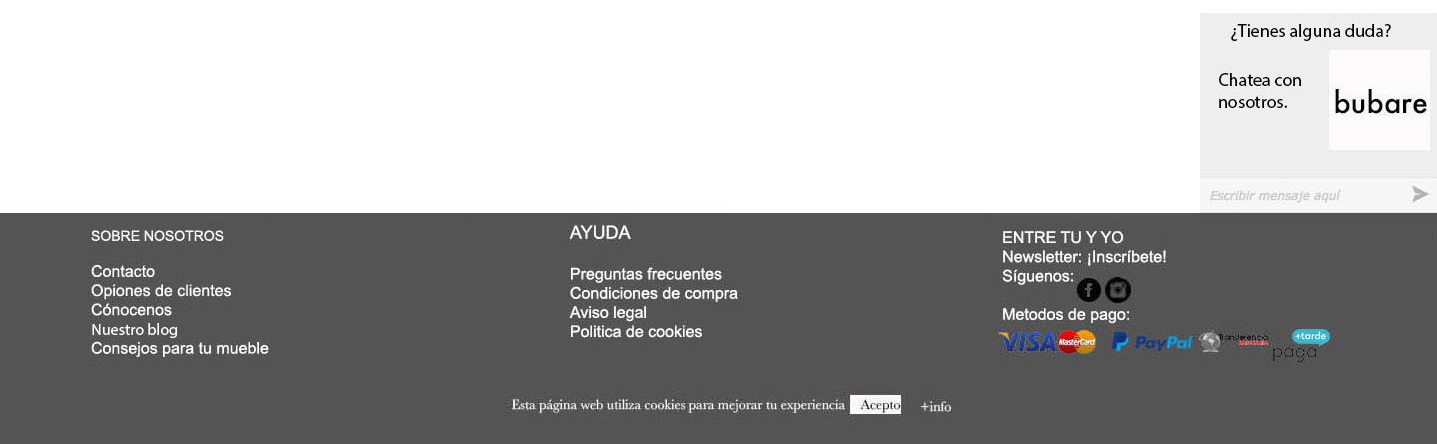 ¿Tienes alguna duda?
Chatea con
nosotros.
bubare
Escribir mensaje aquí
SOBRE NOSOTROS
Contacto
Opiones de clientes
Cónocenos
Nuestro blog
Consejos para tu mueble
AYUDA
Preguntas frecuentes
Condiciones de compra
Aviso legal
Politica de cookies
ENTRE TU Y YO
Newsletter: ¡Inscríbete!
Síguenos:
Metodos de pago:
VISA MasterCard PayPal Transferencia
+tarde
paga
Esta página web utiliza cookies para mejorar tu experiencia Acepto +info